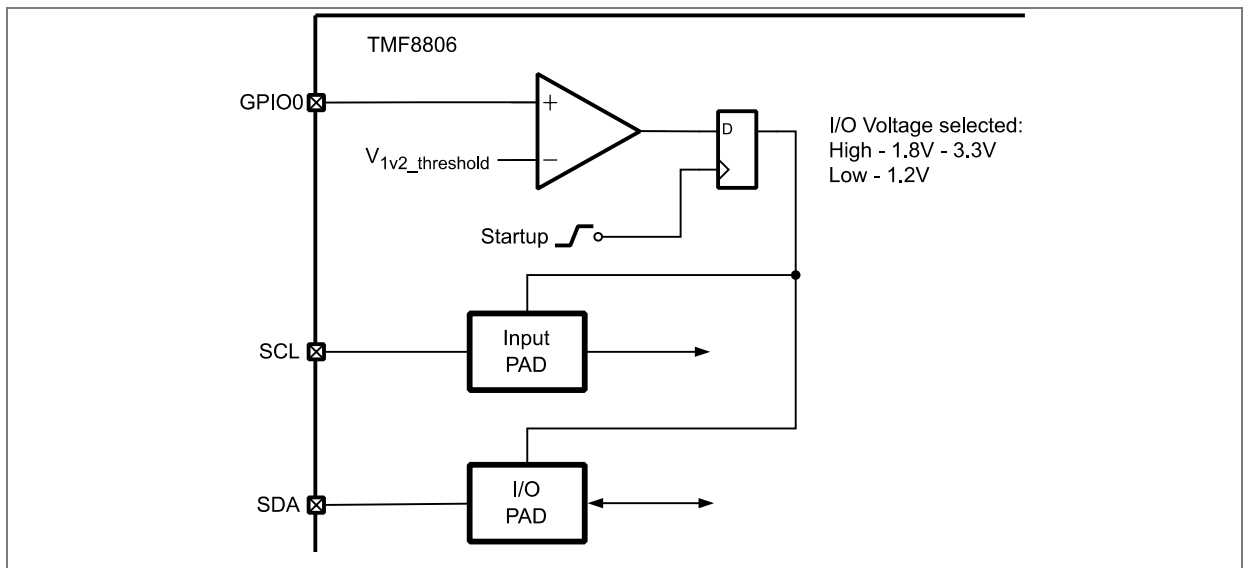 TMF8806
GPIO0
+
V1v2_threshold
−
D
I/O Voltage selected:
High - 1.8V - 3.3V
Low - 1.2V
Startup
SCL
Input
PAD
SDA
I/O
PAD